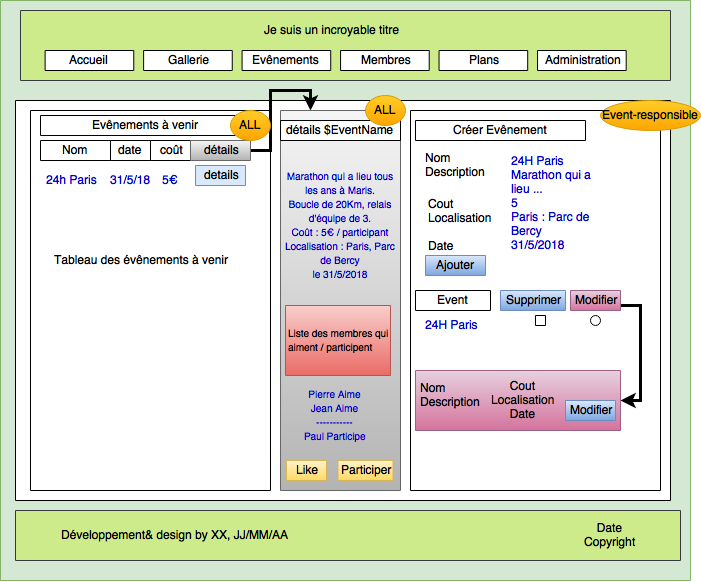 Je suis un incroyable titre
Accueil
Gallerie
Evênements
Membres
Plans
Administration
Evênements à venir
ALL
Nom
date
coût
détails
24h Paris
31/5/18
5€
details
Tableau des évênements à venir
ALL
détails $EventName
Marathon qui a lieu tous
les ans à Maris.
Boucle de 20Km, relais
d'équipe de 3.
Coût : 5€ / participant
Localisation : Paris, Parc
de Bercy
le 31/5/2018
Liste des membres qui
aiment / participent
Pierre Aime
Jean Aime
-----------
Paul Participe
Like
Participer
Event-responsible
Créer Evênement
Nom
Description
24H Paris
Marathon qui a
lieu ...
Cout
5
Localisation
Paris : Parc de
Bercy
Date
31/5/2018
Ajouter
Event
Supprimer
Modifier
24H Paris
Nom
Description
Cout
Localisation
Date
Modifier
Développement& design by XX, JJ/MM/AA
Date
Copyright